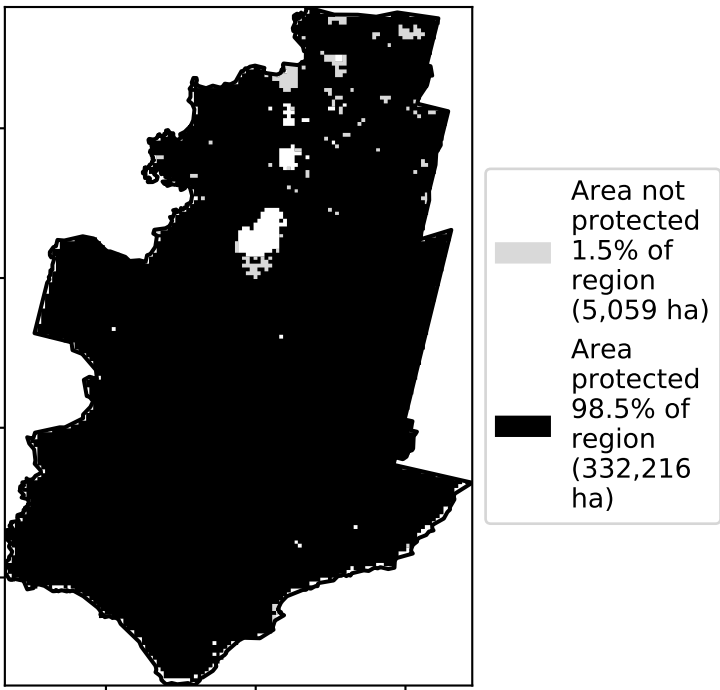 Area not
protected
1.5% of
region
(5,059 ha)
Area
protected
98.5% of
region
(332,216
ha)